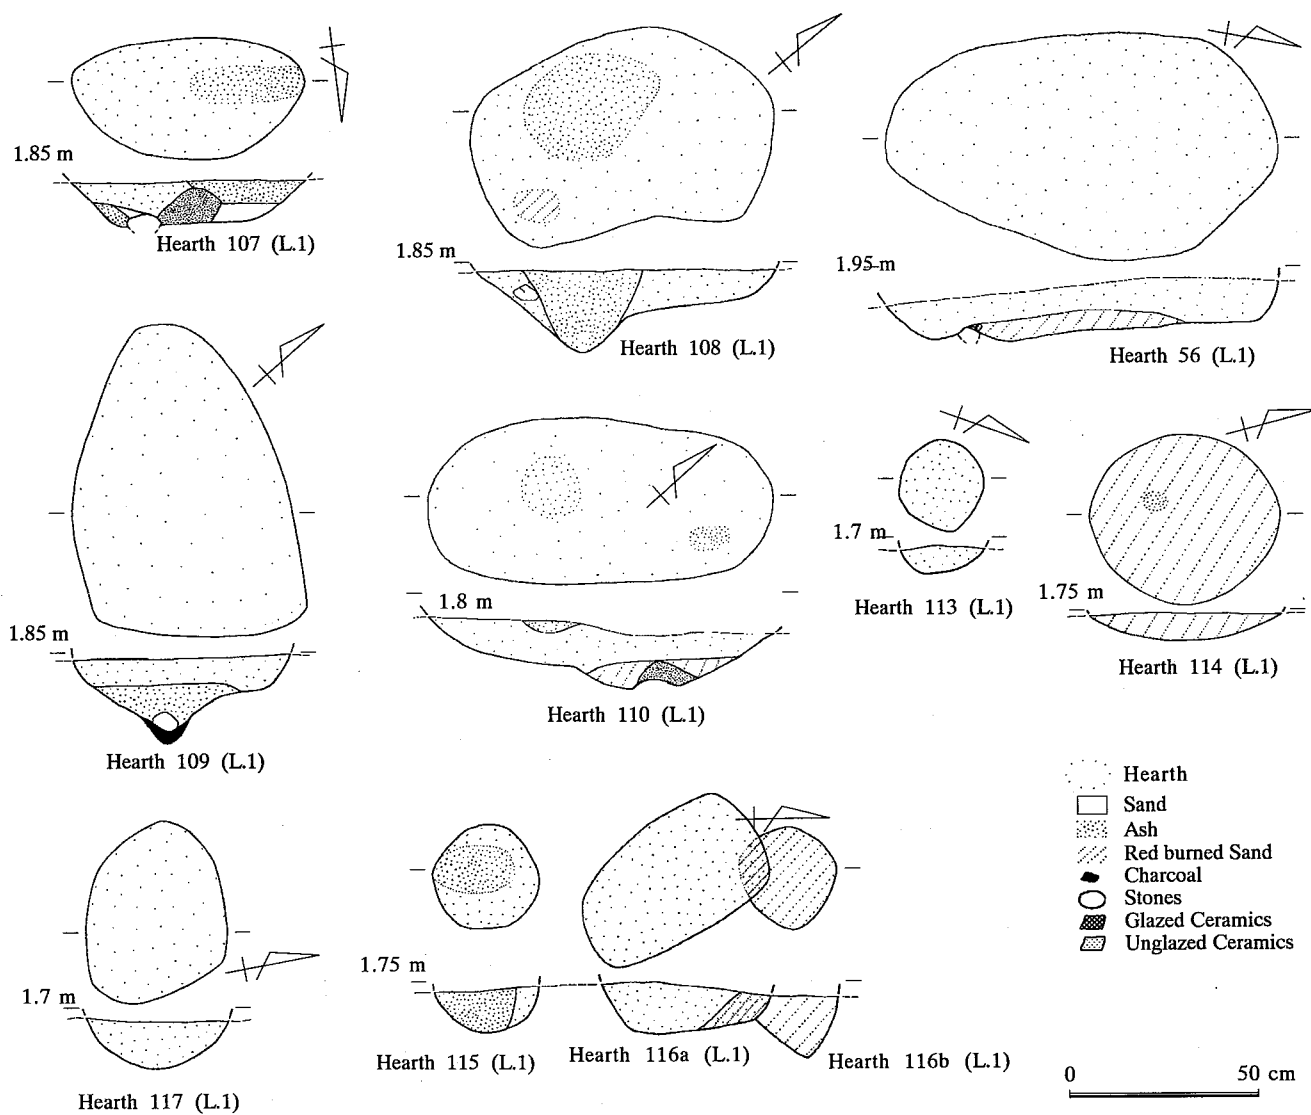 1.85 m
Hearth 107 (L.1)
1.85 m
Hearth 108 (L.1)
1.95 m
Hearth 56 (L.1)
1.85 m
Hearth 109 (L.1)
1.8 m
Hearth 110 (L.1)
1.7 m
Hearth 113 (L.1)
1.75 m
Hearth 114 (L.1)
Hearth
Sand
Ash
Red burned Sand
Charcoal
Stones
Glazed Ceramics
Unglazed Ceramics
1.7 m
Hearth 117 (L.1)
1.75 m
Hearth 115 (L.1)
Hearth 116a (L.1)
Hearth 116b (L.1)
0 50 cm